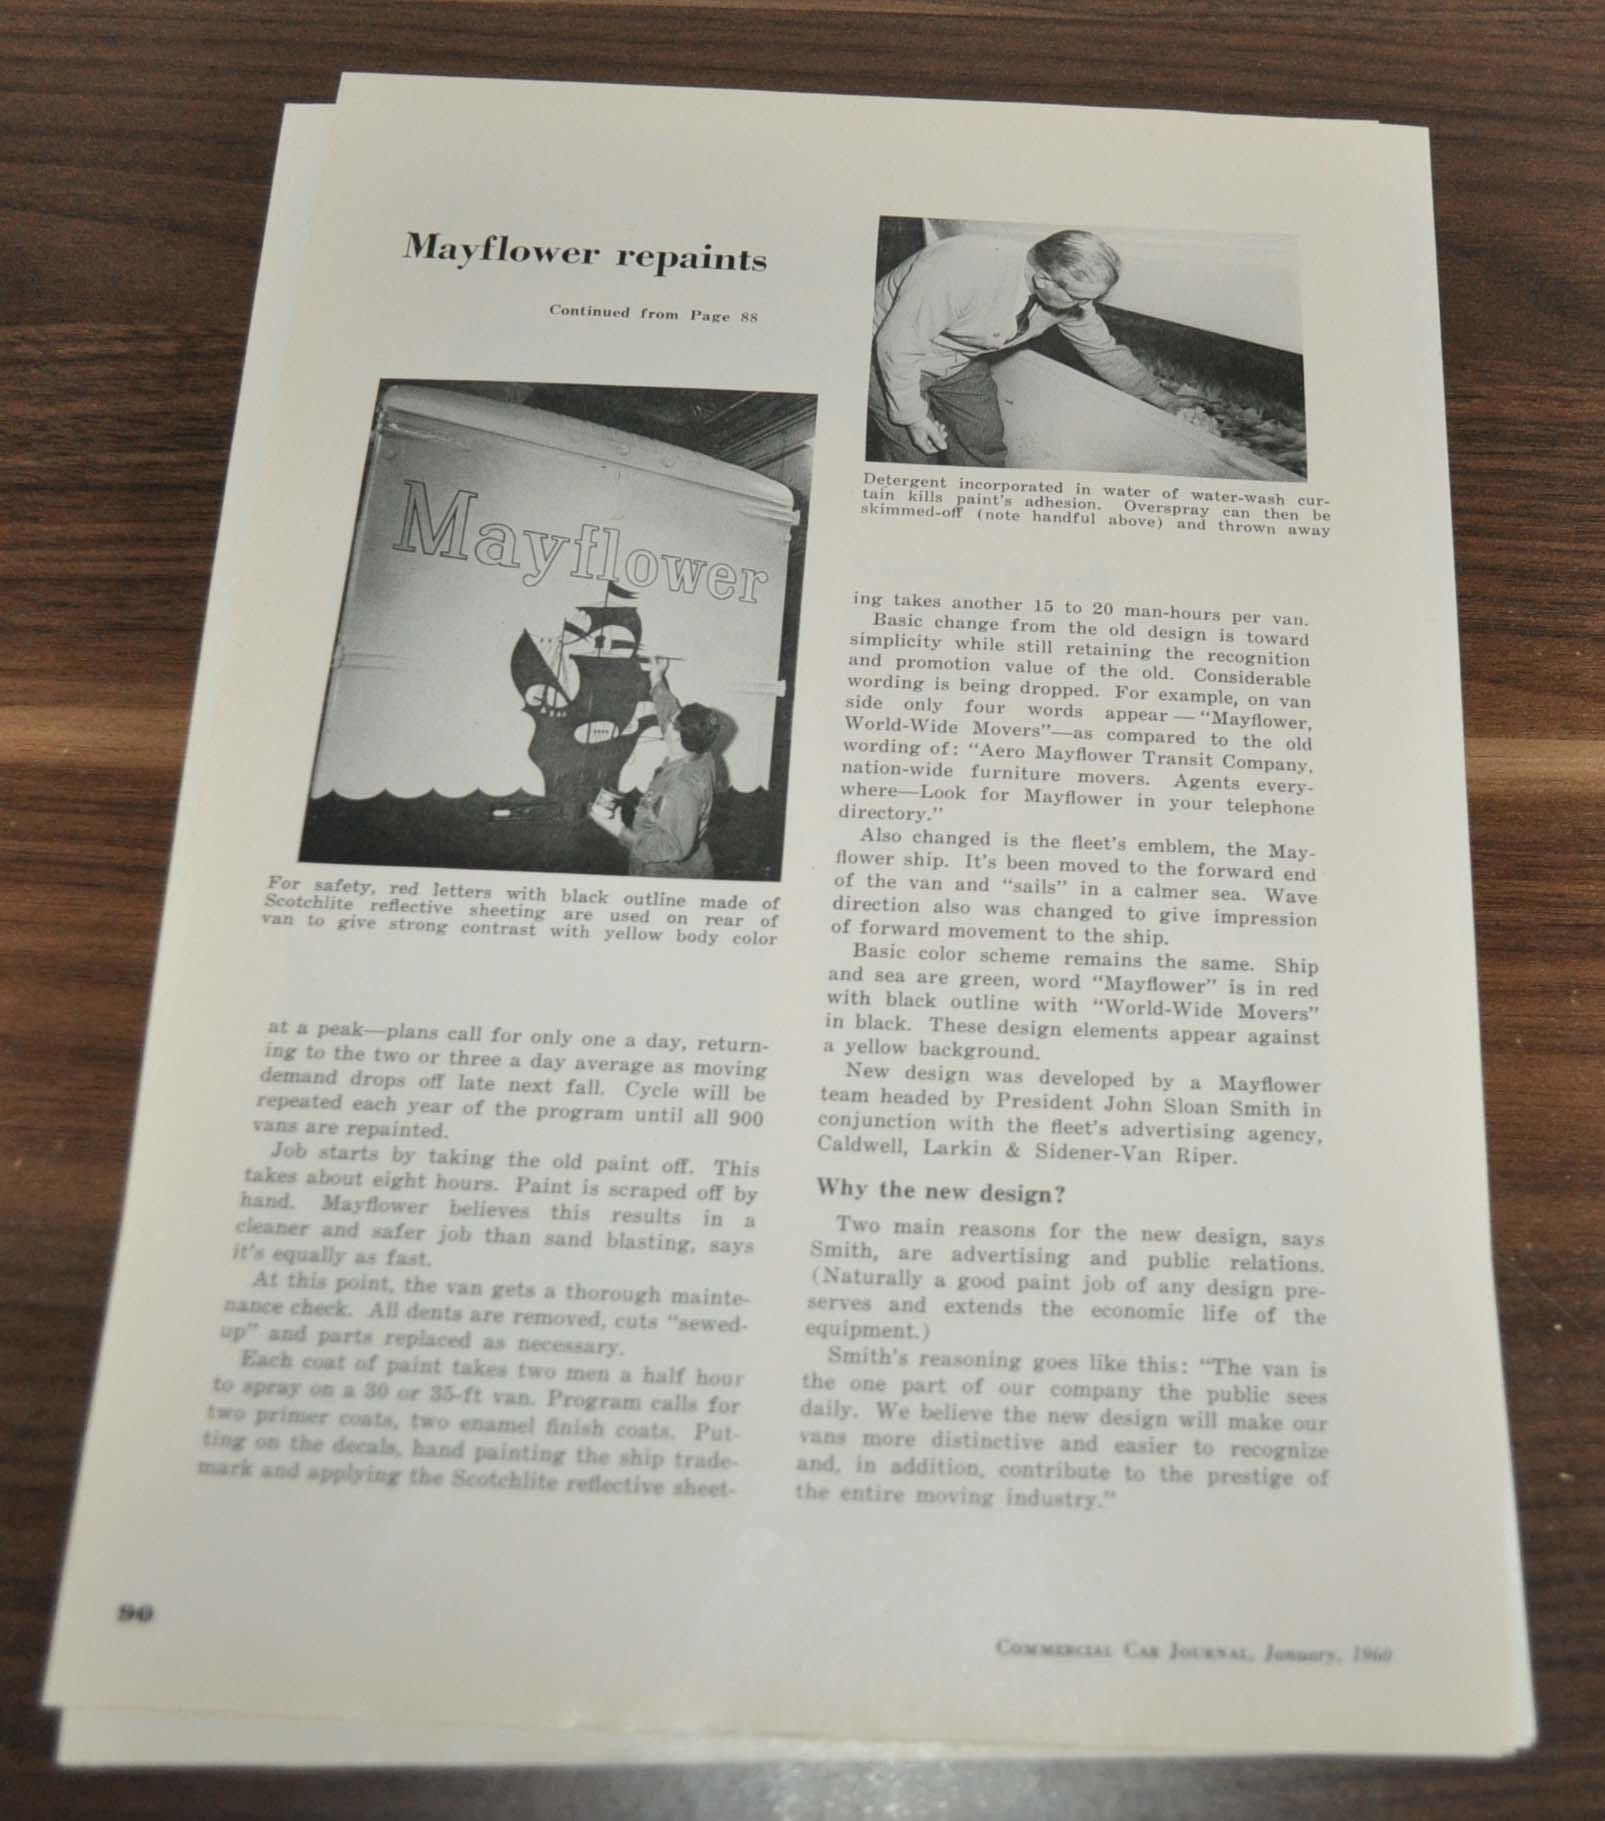 Mayflower repaints
Continued from Page 88
Mayflower
For safety, red letters with black outline made of
Scotchlite reflective sheeting are used on rear of
van to give strong contrast with yellow body color
at a peak—plans call for only one a day, return-
ing to the two or three a day average as moving
demand drops off late next fall. Cycle will be
repeated each year of the program until all 900
vans are repainted.
Job starts by taking the old paint off. This
takes about eight hours. Paint is scraped off by
hand. Mayflower believes this results in a
cleaner and safer job than sand blasting, says
it's equally as fast.
At this point, the van gets a thorough mainte-
nance check. All dents are removed, cuts "sewed-
up" and parts replaced as necessary.
Each coat of paint takes two men a half hour
to spray on a 30 or 35-ft van. Program calls for
two primer coats, two enamel finish coats. Put-
ting on the decals, hand painting the ship trade-
mark and applying the Scotchlite reflective sheet-
Detergent incorporated in water of water-wash cur-
tain kills paint's adhesion. Overspray can then be
skimmed-off (note handful above) and thrown away
ing takes another 15 to 20 man-hours per van.
Basic change from the old design is toward
simplicity while still retaining the recognition
and promotion value of the old. Considerable
wording is being dropped. For example, on van
side only four words appear — "Mayflower,
World-Wide Movers"—as compared to the old
wording of: "Aero Mayflower Transit Company,
nation-wide furniture movers. Agents every-
where—Look for Mayflower in your telephone
directory."
Also changed is the fleet's emblem, the May-
flower ship. It's been moved to the forward end
of the van and "sails" in a calmer sea. Wave
direction also was changed to give impression
of forward movement to the ship.
Basic color scheme remains the same. Ship
and sea are green, word "Mayflower" is in red
with black outline with "World-Wide Movers"
in black. These design elements appear against
a yellow background.
New design was developed by a Mayflower
team headed by President John Sloan Smith in
conjunction with the fleet's advertising agency,
Caldwell, Larkin & Sidener-Van Riper.
Why the new design?
Two main reasons for the new design, says
Smith, are advertising and public relations.
(Naturally a good paint job of any design pre-
serves and extends the economic life of the
equipment.)
Smith's reasoning goes like this: "The van is
the one part of our company the public sees
daily. We believe the new design will make our
vans more distinctive and easier to recognize
and, in addition, contribute to the prestige of
the entire moving industry."
90
COMMERCIAL CAR JOURNAL, January, 1960